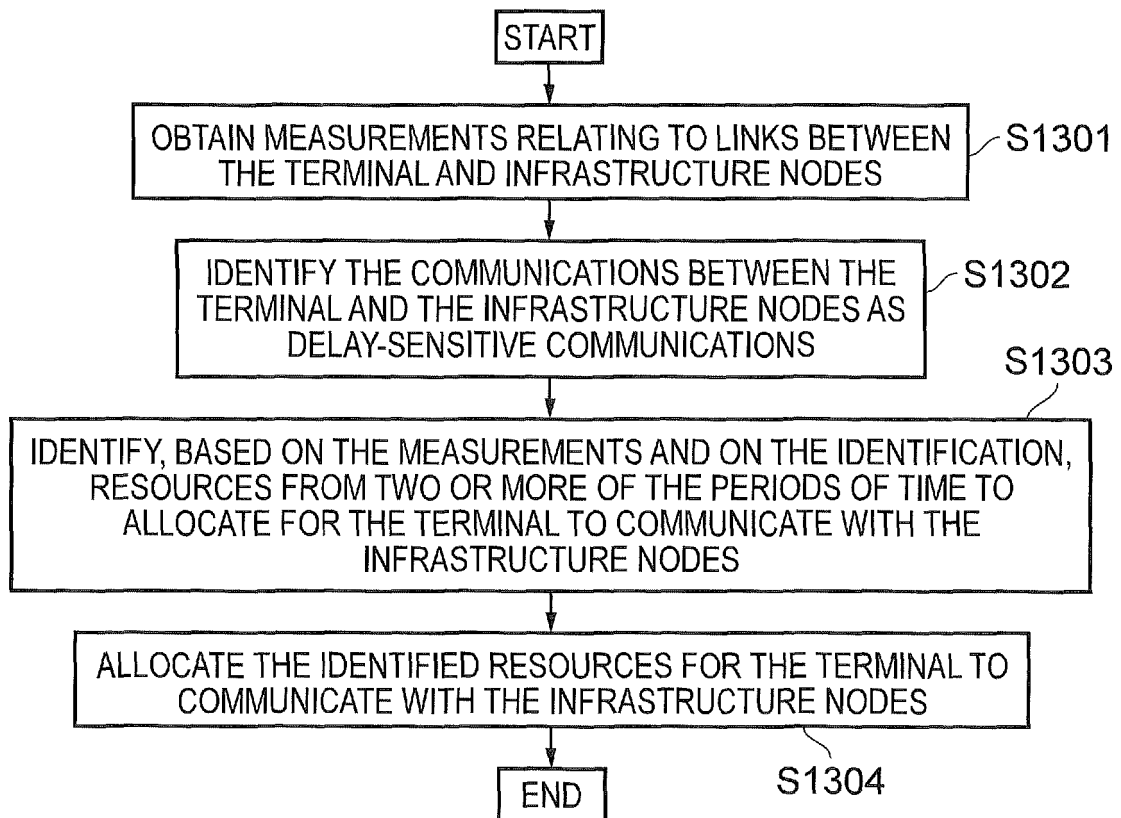 START
OBTAIN MEASUREMENTS RELATING TO LINKS BETWEEN
THE TERMINAL AND INFRASTRUCTURE NODES
S1301
IDENTIFY THE COMMUNICATIONS BETWEEN THE
TERMINAL AND THE INFRASTRUCTURE NODES AS
DELAY-SENSITIVE COMMUNICATIONS
S1302
S1303
IDENTIFY, BASED ON THE MEASUREMENTS AND ON THE IDENTIFICATION,
RESOURCES FROM TWO OR MORE OF THE PERIODS OF TIME TO
ALLOCATE FOR THE TERMINAL TO COMMUNICATE WITH THE
INFRASTRUCTURE NODES
ALLOCATE THE IDENTIFIED RESOURCES FOR THE TERMINAL TO
COMMUNICATE WITH THE INFRASTRUCTURE NODES
S1304
END